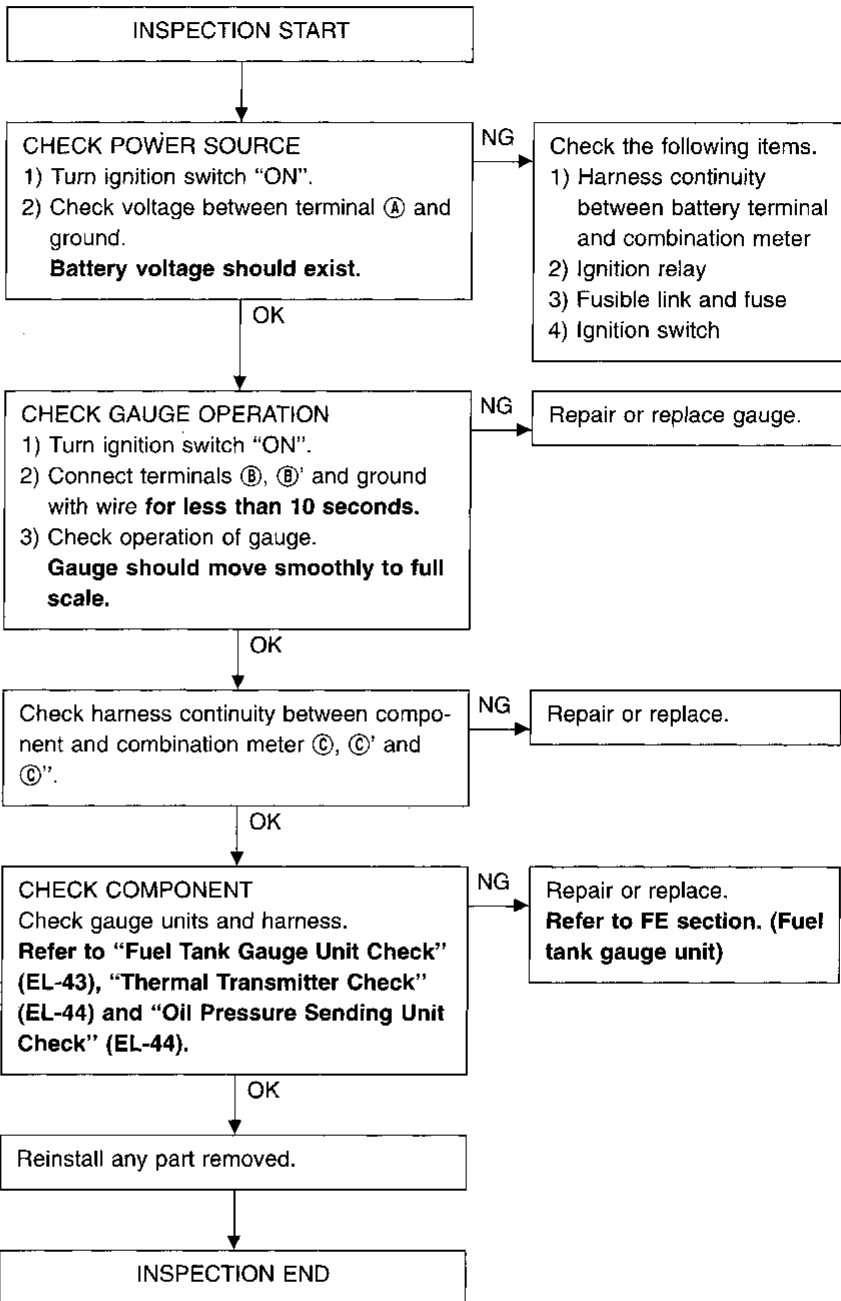 INSPECTION START
CHECK POWER SOURCE
1) Turn ignition switch “ON”.
2) Check voltage between terminal Ⓐ and
ground.
Battery voltage should exist.
NG
Check the following items.
1) Harness continuity
between battery terminal
and combination meter
2) Ignition relay
3) Fusible link and fuse
4) Ignition switch
OK
CHECK GAUGE OPERATION
1) Turn ignition switch “ON”.
2) Connect terminals Ⓑ, Ⓑ’ and ground
with wire for less than 10 seconds.
3) Check operation of gauge.
Gauge should move smoothly to full
scale.
NG
Repair or replace gauge.
OK
Check harness continuity between compo-
nent and combination meter Ⓒ, Ⓒ’ and
Ⓒ’’.
NG
Repair or replace.
OK
CHECK COMPONENT
Check gauge units and harness.
Refer to “Fuel Tank Gauge Unit Check”
(EL-43), “Thermal Transmitter Check”
(EL-44) and “Oil Pressure Sending Unit
Check” (EL-44).
NG
Repair or replace.
Refer to FE section. (Fuel
tank gauge unit)
OK
Reinstall any part removed.
INSPECTION END